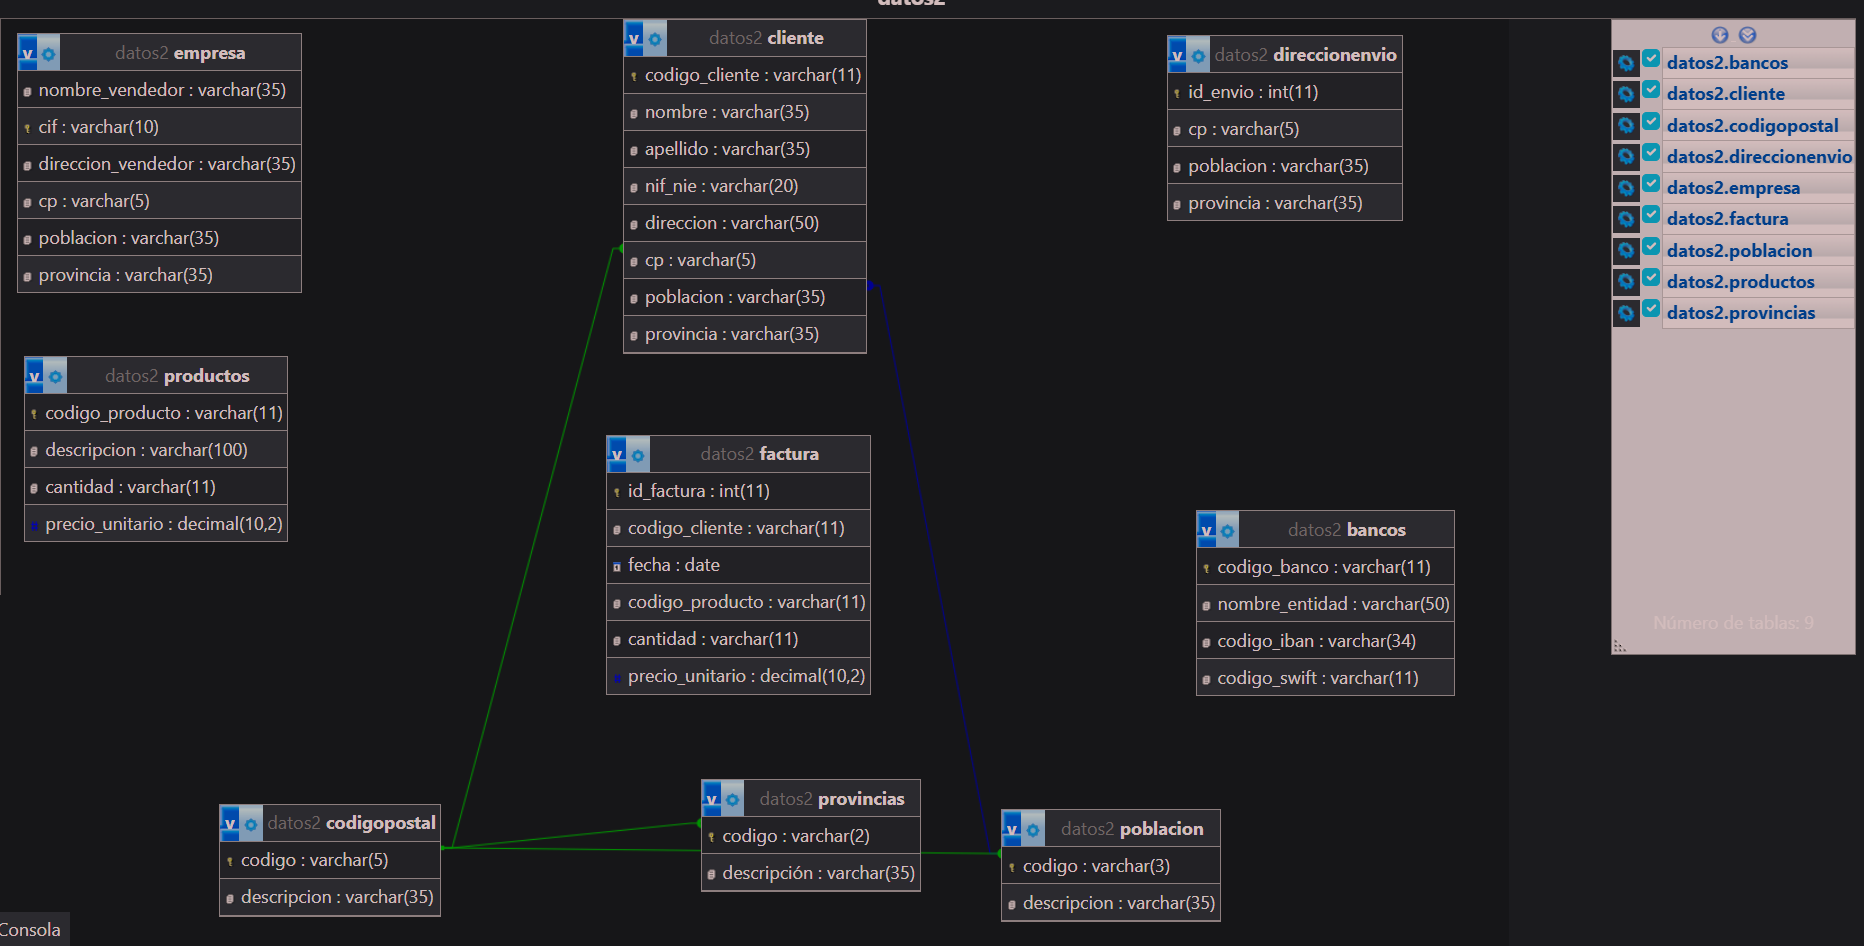 datos2
v datos2 empresa
nombre_vendedor : varchar(35)
cif : varchar(10)
direccion_vendedor : varchar(35)
cp : varchar(5)
poblacion : varchar(35)
provincia : varchar(35)
v datos2 cliente
codigo_cliente : varchar(11)
nombre : varchar(35)
apellido : varchar(35)
nif_nie : varchar(20)
direccion : varchar(50)
cp : varchar(5)
poblacion : varchar(35)
provincia : varchar(35)
v datos2 direccionenvio
id_envio : int(11)
cp : varchar(5)
poblacion : varchar(35)
provincia : varchar(35)
v datos2 productos
codigo_producto : varchar(11)
descripcion : varchar(100)
cantidad : varchar(11)
precio_unitario : decimal(10,2)
v datos2 factura
id_factura : int(11)
codigo_cliente : varchar(11)
fecha : date
codigo_producto : varchar(11)
cantidad : varchar(11)
precio_unitario : decimal(10,2)
v datos2 bancos
codigo_banco : varchar(11)
nombre_entidad : varchar(50)
codigo_iban : varchar(34)
codigo_swift : varchar(11)
v datos2 codigopostal
codigo : varchar(5)
descripcion : varchar(35)
v datos2 provincias
codigo : varchar(2)
descripción : varchar(35)
v datos2 poblacion
codigo : varchar(3)
descripcion : varchar(35)
datos2.bancos
datos2.cliente
datos2.codigopostal
datos2.direccionenvio
datos2.empresa
datos2.factura
datos2.poblacion
datos2.productos
datos2.provincias
Número de tablas: 9
Consola